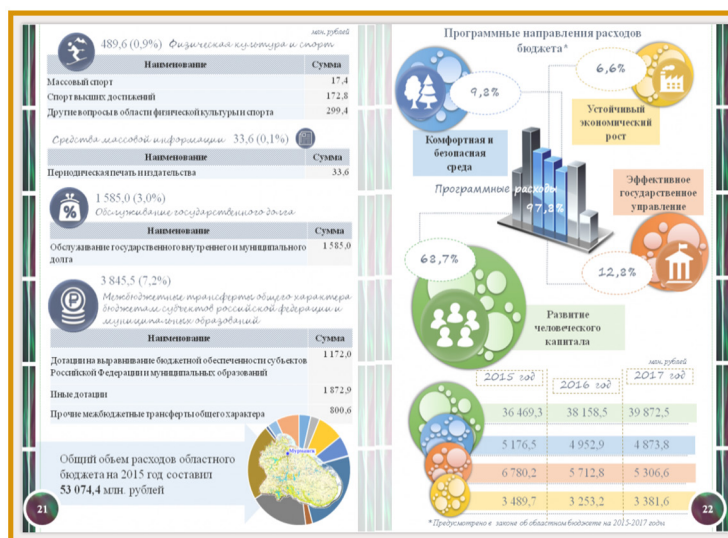 млн. рублей
489,6 (0,9%) Физическая культура и спорт
Наименование Сумма
Массовый спорт 17,4
Спорт высших достижений 172,8
Другие вопросы в области физической культуры и спорта 299,4
Средства массовой информации 33,6 (0,1%)
Наименование Сумма
Периодическая печать и издательства 33,6
1 585,0 (3,0%)
Обслуживание государственного долга
Наименование Сумма
Обслуживание государственного внутреннего и муниципального 1 585,0
долга
3 845,5 (7,2%)
Межбюджетные трансферты общего характера
бюджетам субъектов российской федерации и
муниципальных образований
Наименование Сумма
Дотации на выравнивание бюджетной обеспеченности субъектов 1 172,0
Российской Федерации и муниципальных образований
Иные дотации 1 872,9
Прочие межбюджетные трансферты общего характера 800,6
Общий объем расходов областного
бюджета на 2015 год составил
53 074,4 млн. рублей
Мурманск
21
Программные направления расходов
бюджета*
9,8%
6,6%
Устойчивый
экономический
рост
Комфортная и
безопасная
среда
Программные расходы
97,8%
Эффективное
государственное
управление
68,7%
12,8%
Развитие
человеческого
капитала
млн. рублей
2015 год 2016 год 2017 год
36 469,3 38 158,5 39 872,5
5 176,5 4 952,9 4 873,8
6 780,2 5 712,8 5 306,6
3 489,7 3 253,2 3 381,6
* Предусмотрено в законе об областном бюджете на 2015-2017 годы
22